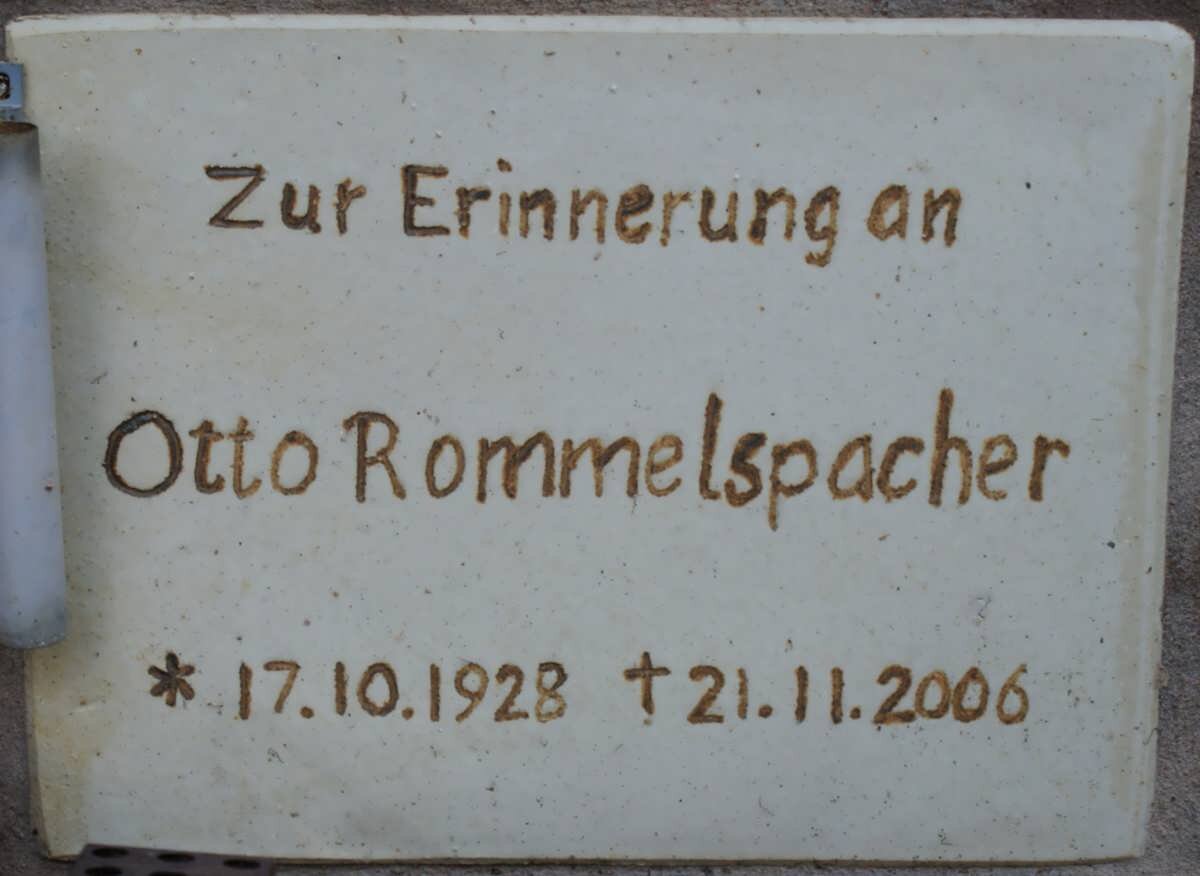 Zur Erinnerung an
Otto Rommelspacher
* 17.10.1928 † 21.11.2006